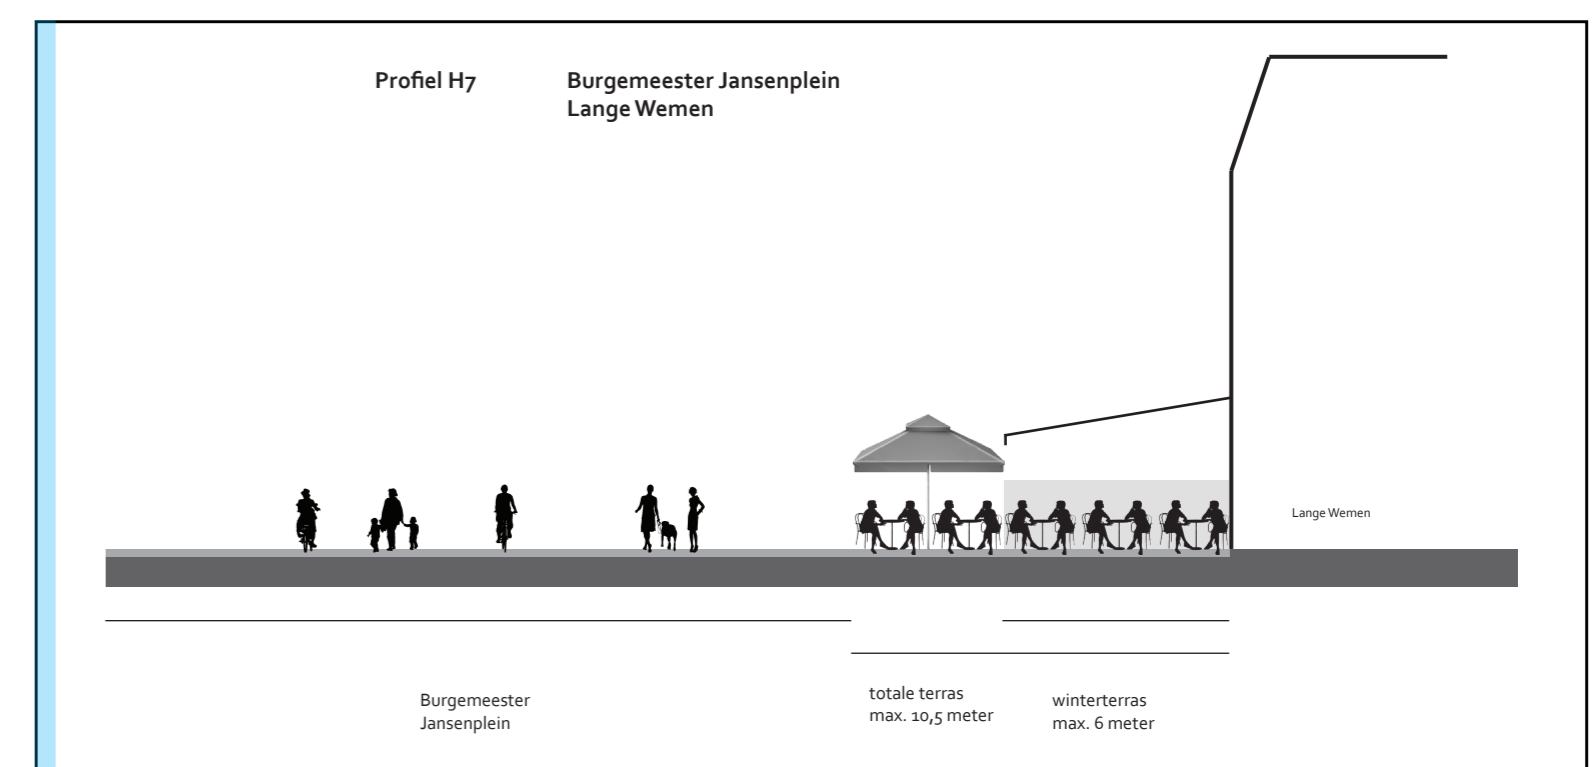 Profiel H7
Burgemeester Jansenplein
Lange Wemen
Lange Wemen
Burgemeester
Jansenplein
totale terras
max. 10,5 meter
winterterras
max. 6 meter